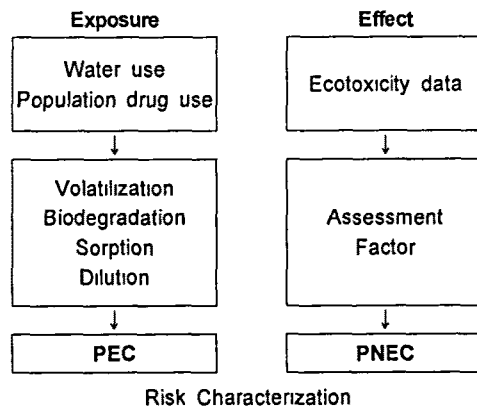 Exposure
Water use
Population drug use
Volatilization
Biodegradation
Sorption
Dilution
PEC
Effect
Ecotoxicity data
Assessment
Factor
PNEC
Risk Characterization